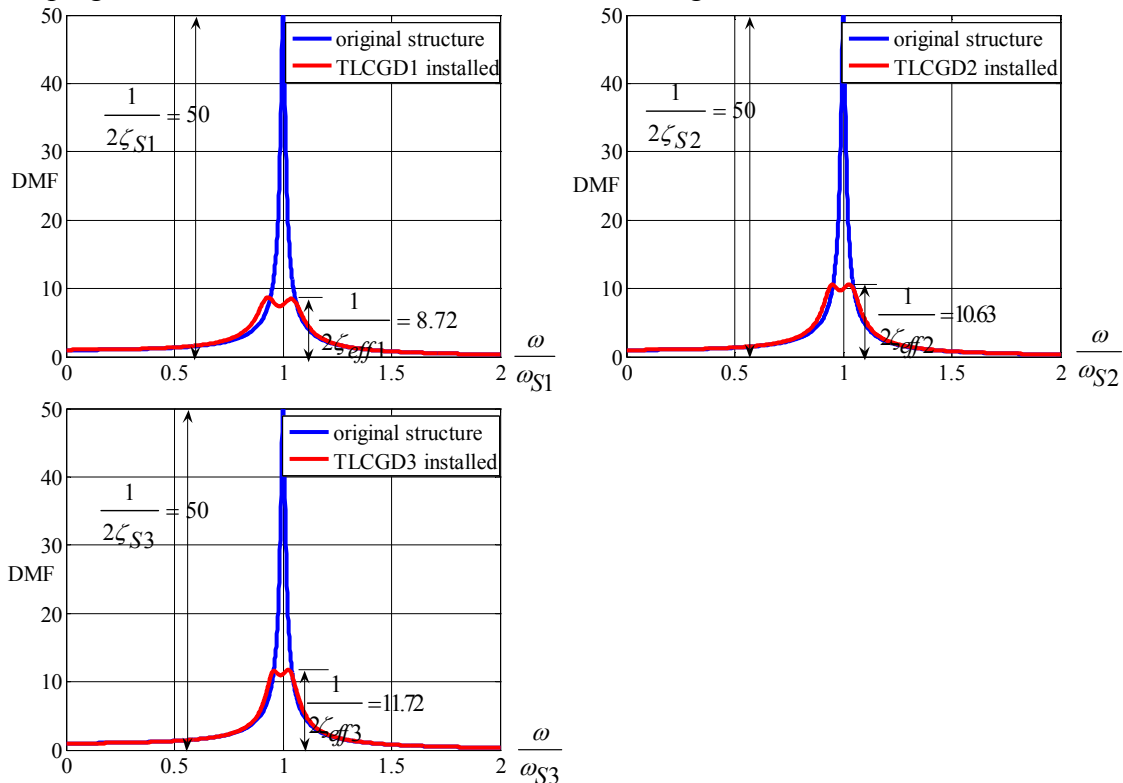 50
40
30
20
10
0
DMF
original structure
TLCGD1 installed
1
2ζS1 = 50
1
2ζeff1 = 8.72
0 0.5 1 1.5 2
ω
ωS1
50
40
30
20
10
0
DMF
original structure
TLCGD2 installed
1
2ζS2 = 50
1
2ζeff2 =10.63
0 0.5 1 1.5 2
ω
ωS2
50
40
30
20
10
0
DMF
original structure
TLCGD3 installed
1
2ζS3 = 50
1
2ζeff3 =11.72
0 0.5 1 1.5 2
ω
ωS3